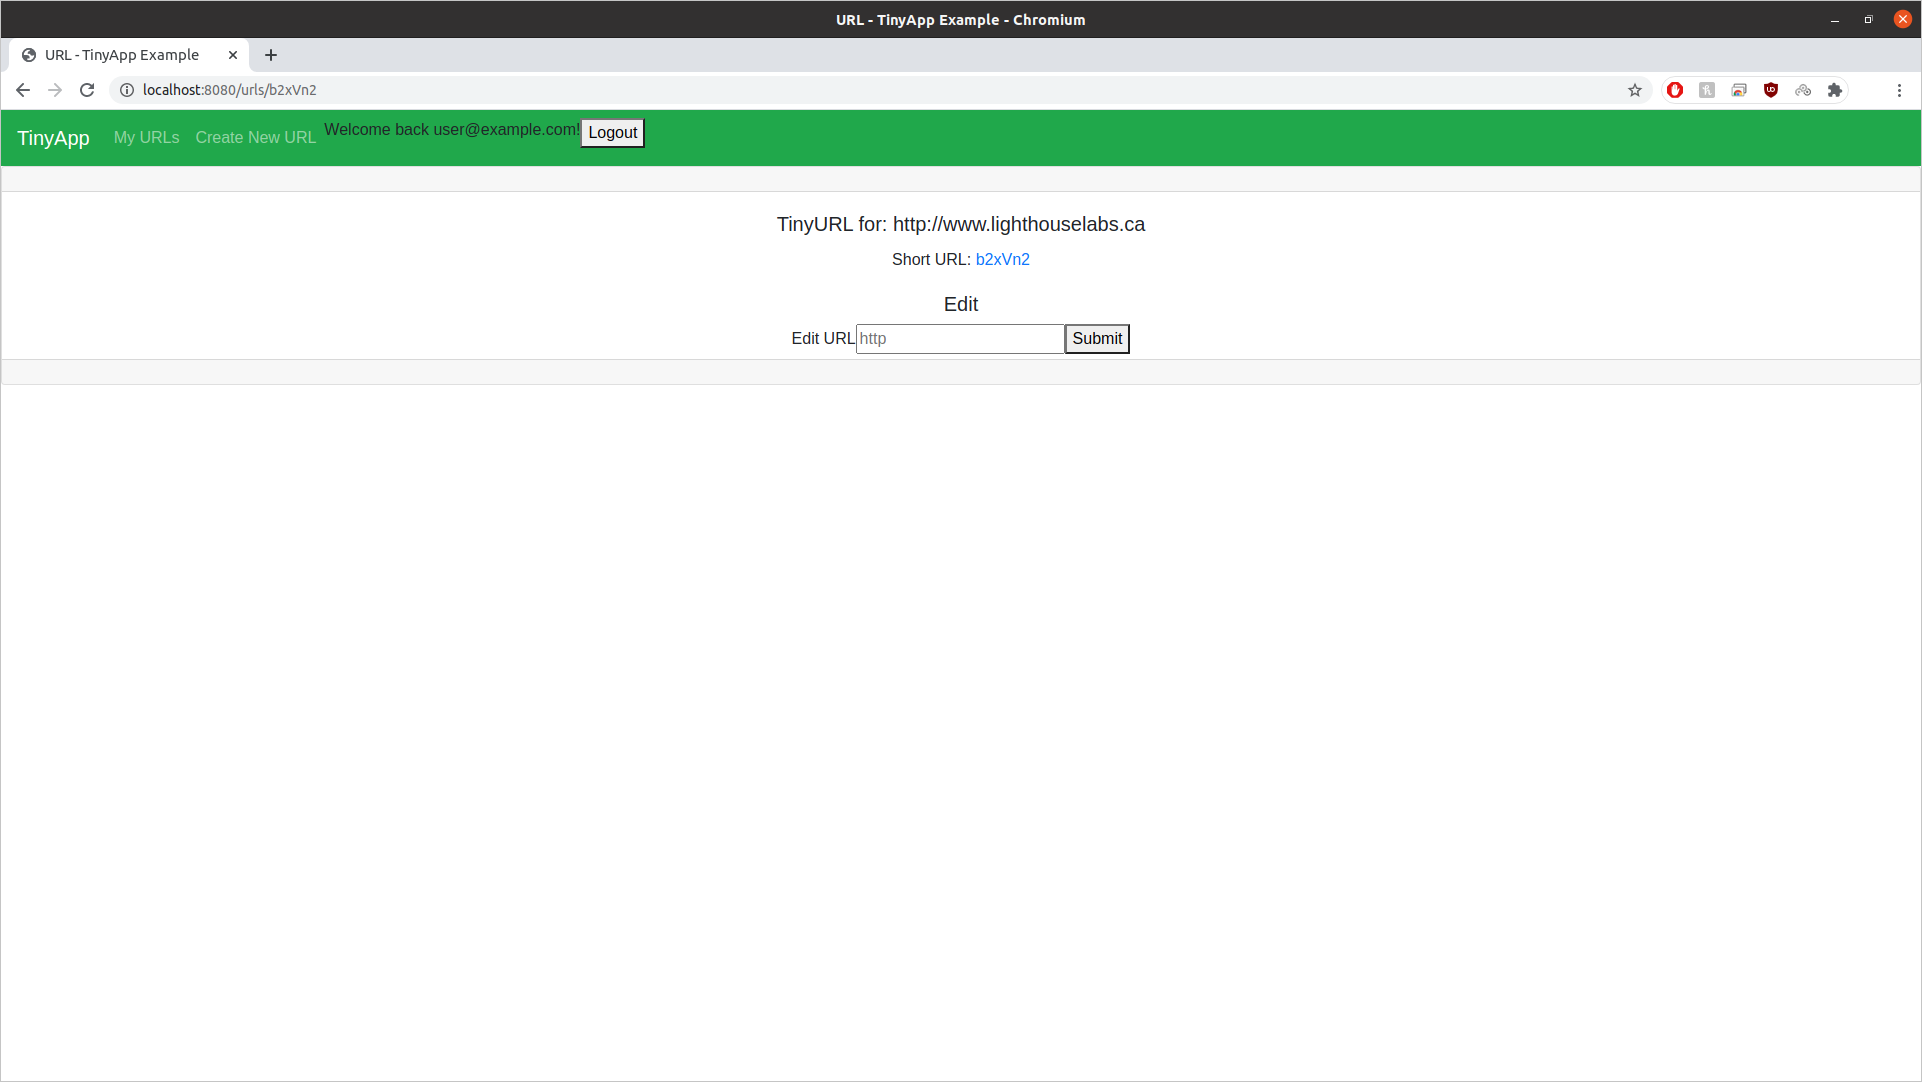 URL - TinyApp Example - Chromium
URL - TinyApp Example
localhost:8080/urls/b2xVn2
TinyApp My URLs Create New URL Welcome back user@example.com! Logout
TinyURL for: http://www.lighthouselabs.ca
Short URL: b2xVn2
Edit
Edit URL http Submit